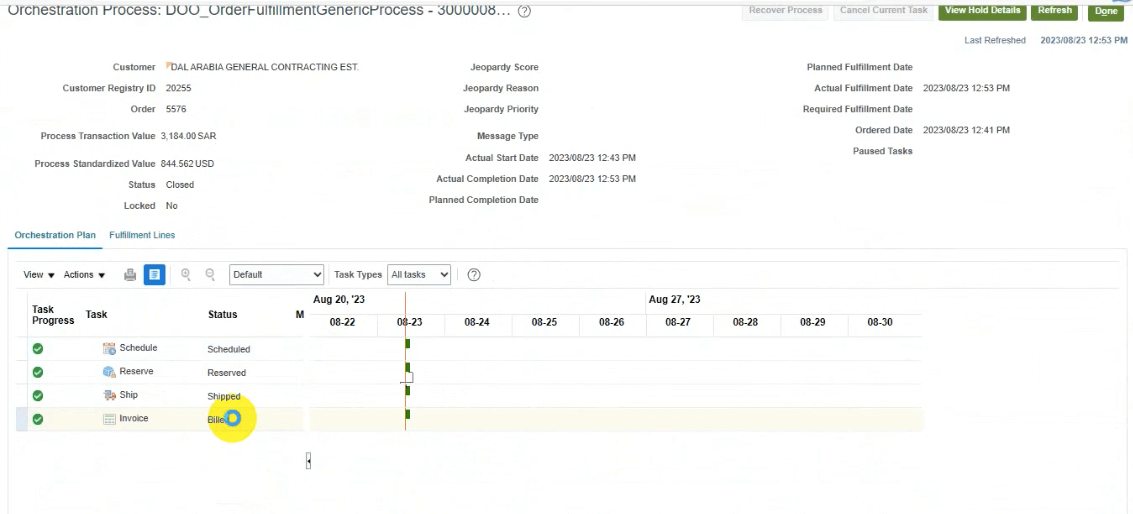 Orchestration Process: DOO_OrderFulfillmentGenericProcess - 3000008...
Recover Process Cancel Current Task View Hold Details Refresh Done
Last Refreshed 2023/08/23 12:53 PM
Customer DAL ARABIA GENERAL CONTRACTING EST. Jeopardy Score Planned Fulfillment Date
Customer Registry ID 20255 Jeopardy Reason Actual Fulfillment Date 2023/08/23 12:53 PM
Order 5576 Jeopardy Priority Required Fulfillment Date
Process Transaction Value 3,184.00 SAR Message Type Ordered Date 2023/08/23 12:41 PM
Actual Start Date 2023/08/23 12:43 PM Paused Tasks
Process Standardized Value 844.562 USD Actual Completion Date 2023/08/23 12:53 PM
Status Closed Planned Completion Date
Locked No
Orchestration Plan Fulfillment Lines
View Actions Default Task Types All tasks
Aug 20, '23 Aug 27, '23
Task Progress Task Status M 08-22 08-23 08-24 08-25 08-26 08-27 08-28 08-29 08-30
Schedule Scheduled
Reserve Reserved
Ship Shipped
Invoice Bille